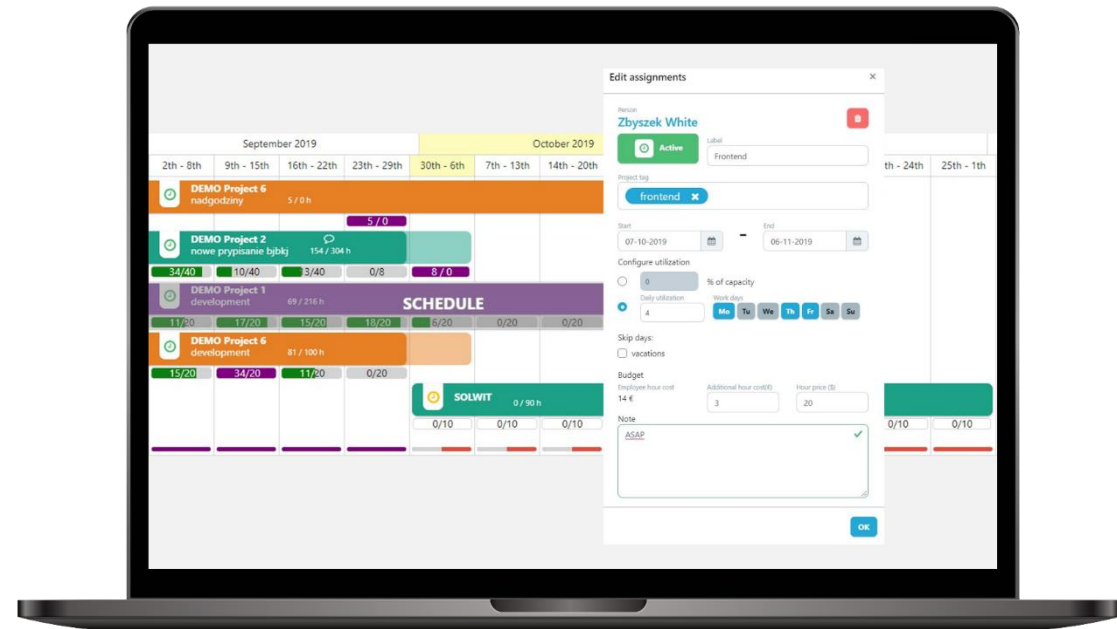 Edit assignments ×
Person
Zbyszek White
Active
Label
Frontend
Project tag
frontend ×
Start
End
07-10-2019 - 06-11-2019
Configure utilization
0 % of capacity
Daily utilization
Work days
4
Mo Tu We Th Fr Sa Su
Skip days:
vacations
Budget
Employee hour cost
Additional hour cost(€)
Hour price ($)
14 €
3
20
Note
ASAP
OK
September 2019
October 2019
2th - 8th 9th - 15th 16th - 22th 23th - 29th 30th - 6th 7th - 13th 14th - 20th th - 24th 25th - 1th
DEMO Project 6
nadgodziny 5 / 0 h
5 / 0
DEMO Project 2
nowe prypisanie bjbkj 154 / 304 h
34/40 10/40 3/40 0/8 8 / 0
DEMO Project 1
development 69 / 216 h
SCHEDULE
11/20 17/20 15/20 18/20 6/20 0/20 0/20
DEMO Project 6
development 81 / 100 h
15/20 34/20 11/20 0/20
SOLWIT 0 / 90 h
0/10 0/10 0/10 0/10 0/10